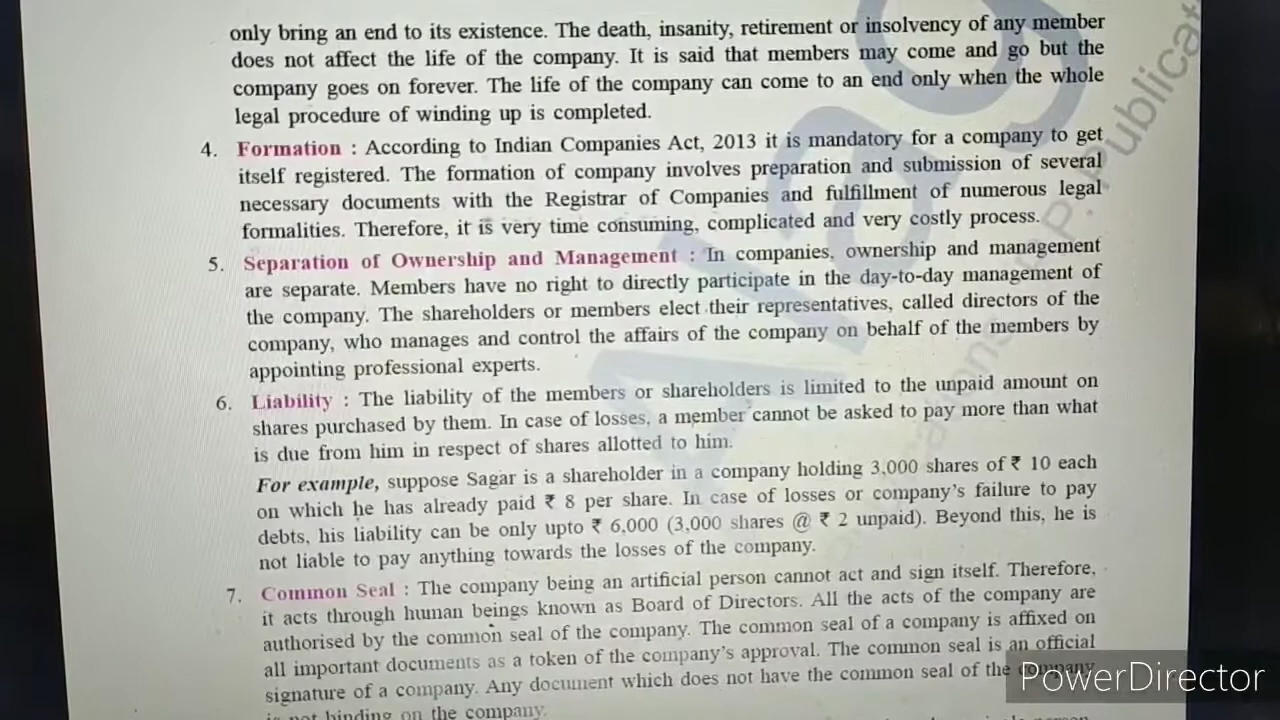 only bring an end to its existence. The death, insanity, retirement or insolvency of any member
does not affect the life of the company. It is said that members may come and go but the
company goes on forever. The life of the company can come to an end only when the whole
legal procedure of winding up is completed.
4. Formation : According to Indian Companies Act, 2013 it is mandatory for a company to get
itself registered. The formation of company involves preparation and submission of several
necessary documents with the Registrar of Companies and fulfillment of numerous legal
formalities. Therefore, it is very time consuming, complicated and very costly process.
5. Separation of Ownership and Management : In companies, ownership and management
are separate. Members have no right to directly participate in the day-to-day management of
the company. The shareholders or members elect their representatives, called directors of the
company, who manages and control the affairs of the company on behalf of the members by
appointing professional experts.
6. Liability : The liability of the members or shareholders is limited to the unpaid amount on
shares purchased by them. In case of losses, a member cannot be asked to pay more than what
is due from him in respect of shares allotted to him.
For example, suppose Sagar is a shareholder in a company holding 3,000 shares of ₹ 10 each
on which he has already paid ₹ 8 per share. In case of losses or company's failure to pay
debts, his liability can be only upto ₹ 6,000 (3,000 shares @ ₹ 2 unpaid). Beyond this, he is
not liable to pay anything towards the losses of the company.
7. Common Seal : The company being an artificial person cannot act and sign itself. Therefore,
it acts through human beings known as Board of Directors. All the acts of the company are
authorised by the common seal of the company. The common seal of a company is affixed on
all important documents as a token of the company's approval. The common seal is an official
signature of a company. Any document which does not have the common seal of the company
is not binding on the company.
PowerDirector